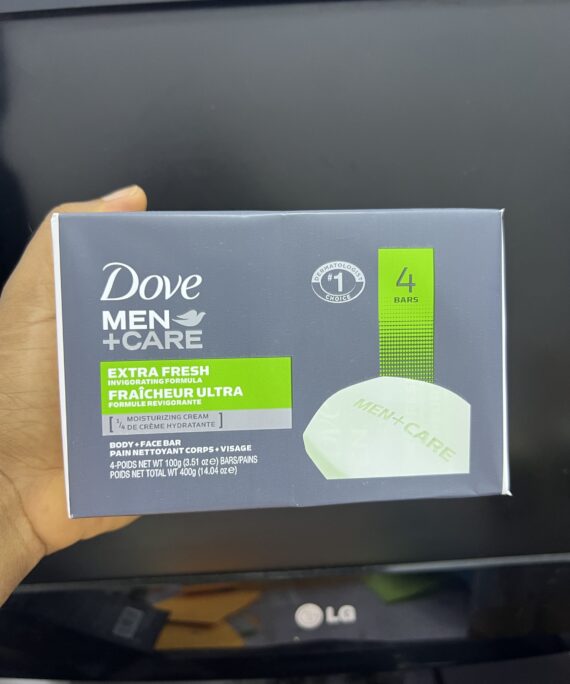 Dove
MEN
+CARE
EXTRA FRESH
INVIGORATING FORMULA
FRAÎCHEUR ULTRA
FORMULE REVIGORANTE
1/4 MOISTURIZING CREAM
DE CRÈME HYDRATANTE
BODY + FACE BAR
PAIN NETTOYANT CORPS + VISAGE
4-POIDS NET WT 100g (3.51 oz℮) BARS/PAINS
POIDS NET TOTAL WT 400g (14.04 oz℮)
DERMATOLOGIST
#1
CHOICE
4
BARS
MEN+CARE
LG